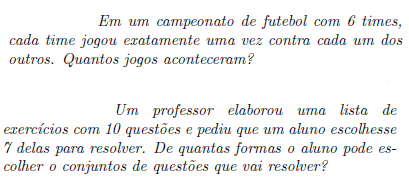 Em um campeonato de futebol com 6 times,
cada time jogou exatamente uma vez contra cada um dos
outros. Quantos jogos aconteceram?
Um professor elaborou uma lista de
exercícios com 10 questões e pediu que um aluno escolhesse
7 delas para resolver. De quantas formas o aluno pode es-
colher o conjuntos de questões que vai resolver?